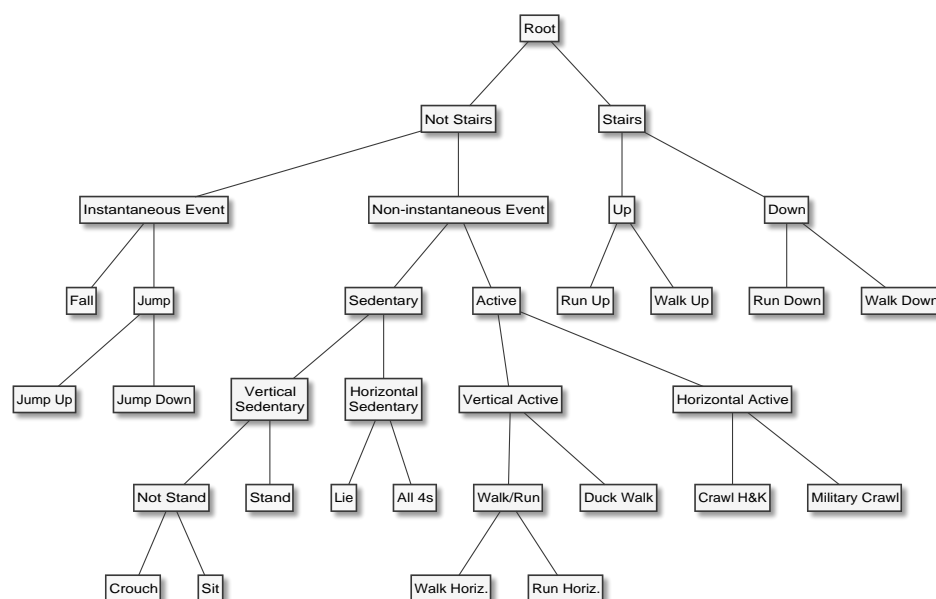 Root
Not Stairs
Stairs
Instantaneous Event
Non-instantaneous Event
Up
Down
Fall
Jump
Sedentary
Active
Run Up
Walk Up
Run Down
Walk Down
Jump Up
Jump Down
Vertical
Sedentary
Horizontal
Sedentary
Vertical Active
Horizontal Active
Not Stand
Stand
Lie
All 4s
Walk/Run
Duck Walk
Crawl H&K
Military Crawl
Crouch
Sit
Walk Horiz.
Run Horiz.